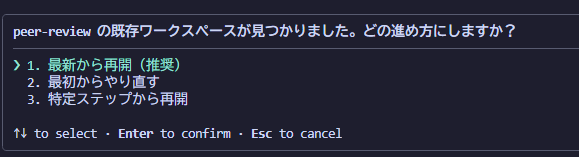 peer-review の既存ワークスペースが見つかりました。どの進め方にしますか？
❯ 1. 最新から再開（推奨）
2. 最初からやり直す
3. 特定ステップから再開
↑↓ to select · Enter to confirm · Esc to cancel